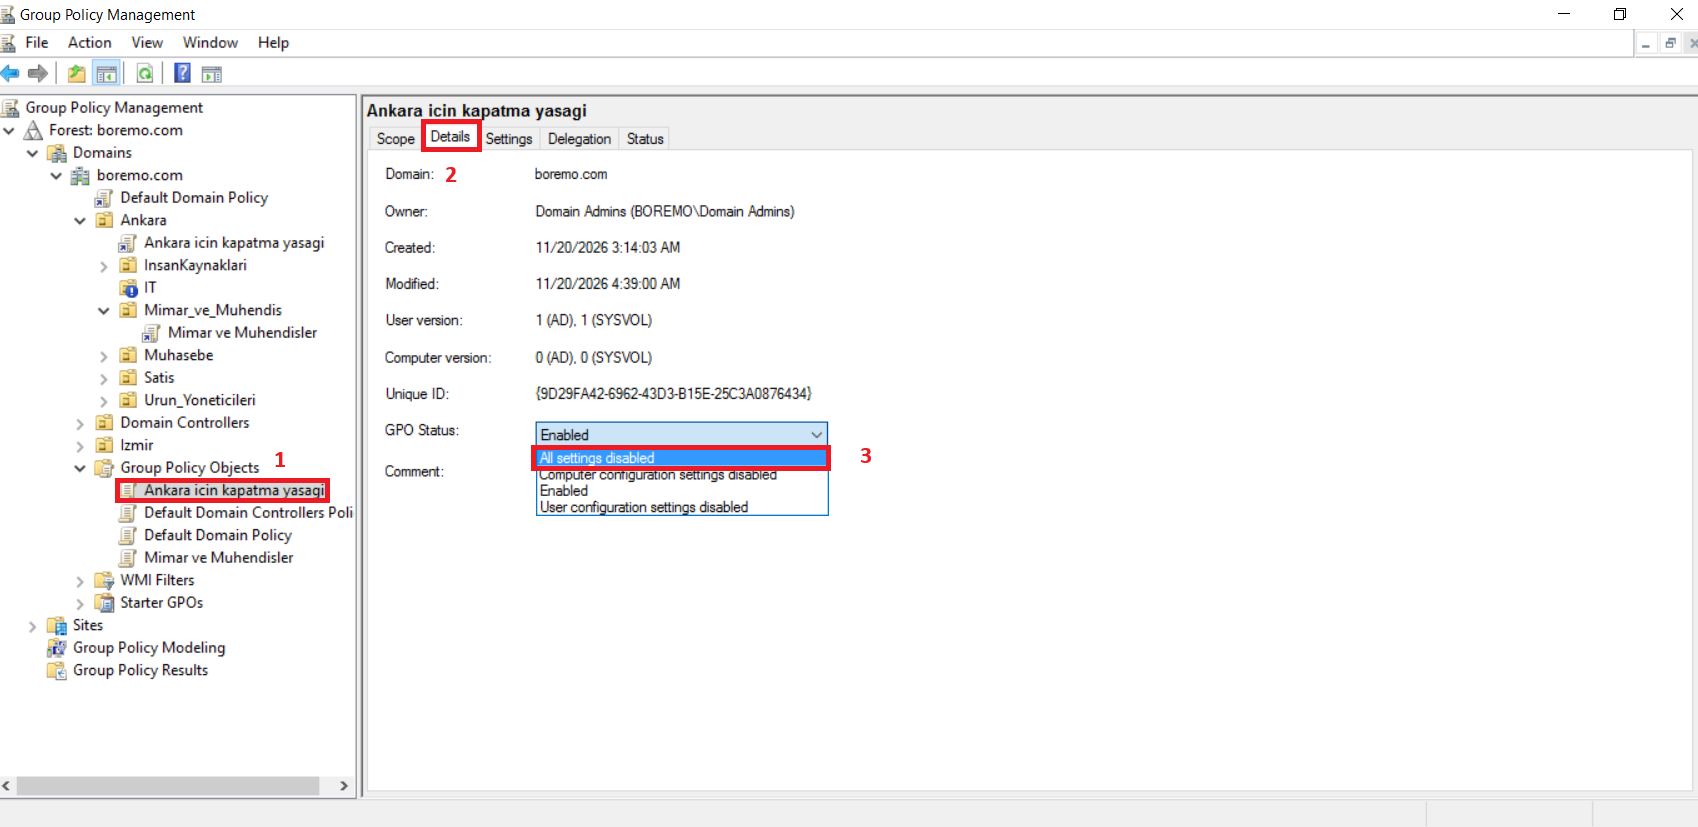 Group Policy Management
File Action View Window Help
Group Policy Management
Forest: boremo.com
Domains
boremo.com
Default Domain Policy
Ankara
Ankara icin kapatma yasagi
InsanKaynaklari
IT
Mimar_ve_Muhendis
Mimar ve Muhendisler
Muhasebe
Satis
Urun_Yoneticileri
Domain Controllers
Izmir
Group Policy Objects 1
Ankara icin kapatma yasagi
Default Domain Controllers Poli
Default Domain Policy
Mimar ve Muhendisler
WMI Filters
Starter GPOs
Sites
Group Policy Modeling
Group Policy Results
Ankara icin kapatma yasagi
Scope Details Settings Delegation Status
Domain: 2 boremo.com
Owner: Domain Admins (BOREMO\Domain Admins)
Created: 11/20/2026 3:14:03 AM
Modified: 11/20/2026 4:39:00 AM
User version: 1 (AD), 1 (SYSVOL)
Computer version: 0 (AD), 0 (SYSVOL)
Unique ID: {9D29FA42-6962-43D3-B15E-25C3A0876434}
GPO Status: Enabled
All settings disabled 3
Comment: Computer configuration settings disabled
Enabled
User configuration settings disabled